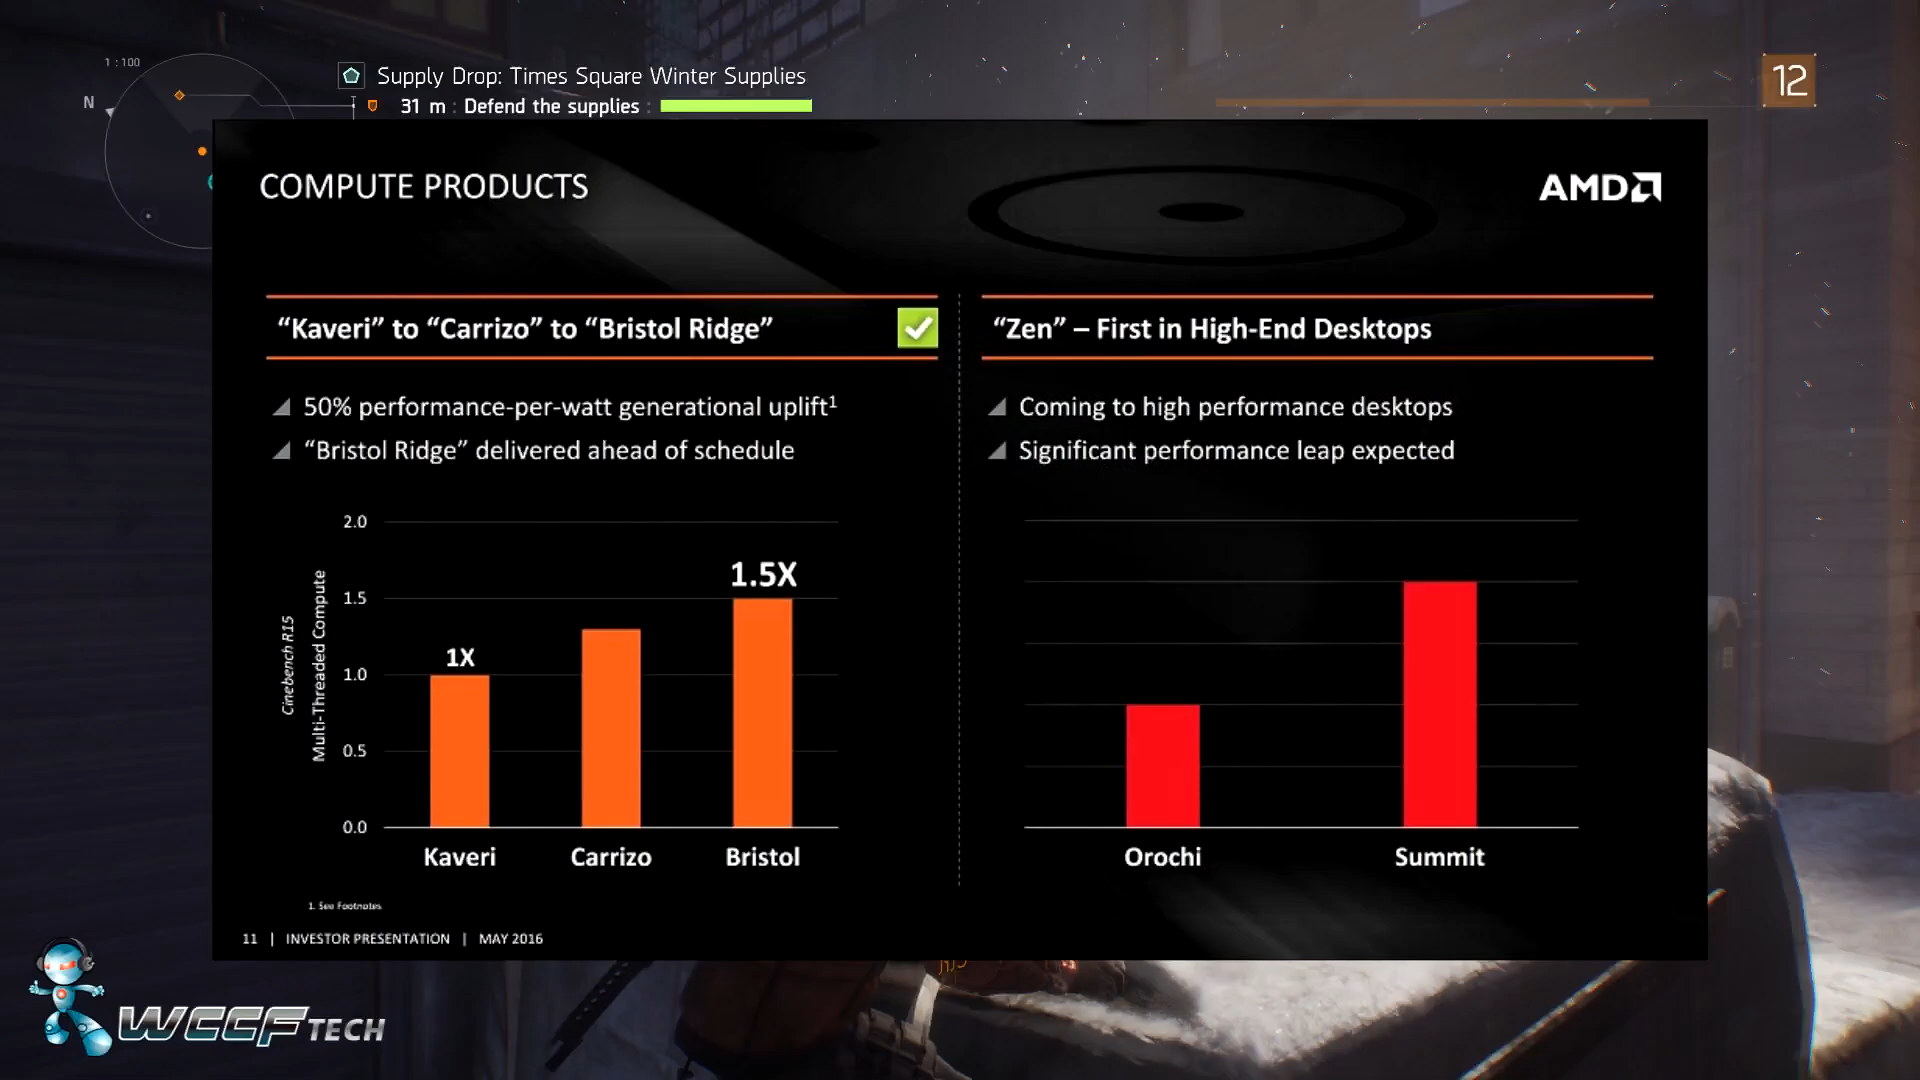 1 : 100
N
Supply Drop: Times Square Winter Supplies
31 m : Defend the supplies :
12
COMPUTE PRODUCTS
AMD
“Kaveri” to “Carrizo” to “Bristol Ridge”
50% performance-per-watt generational uplift1
“Bristol Ridge” delivered ahead of schedule
Cinebench R15
Multi-Threaded Compute
2.0
1.5
1.0
0.5
0.0
1X
1.5X
Kaveri Carrizo Bristol
“Zen” – First in High-End Desktops
Coming to high performance desktops
Significant performance leap expected
Orochi Summit
1. See Footnotes
11 | INVESTOR PRESENTATION | MAY 2016
WCCFTECH